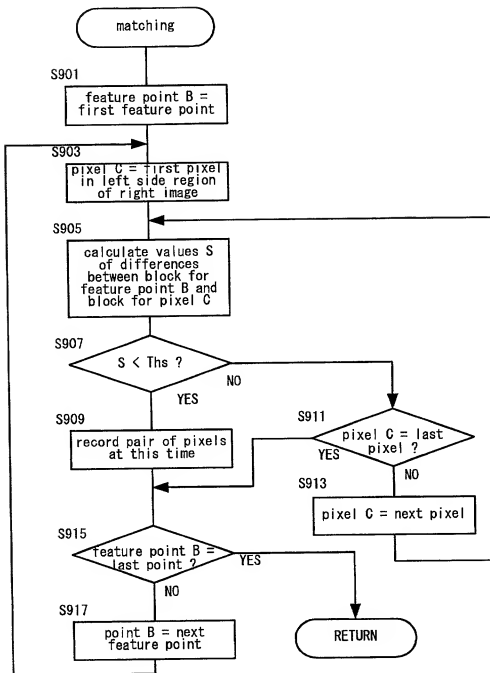 matching
S901
feature point B =
first feature point
S903
pixel C = first pixel
in left side region
of right image
S905
calculate values S
of differences
between block for
feature point B and
block for pixel C
S907
S < Ths ?
NO
YES
S909
record pair of pixels
at this time
S911
pixel C = last
pixel ?
YES
NO
S913
pixel C = next pixel
S915
feature point B =
last point ?
YES
NO
S917
point B = next
feature point
RETURN